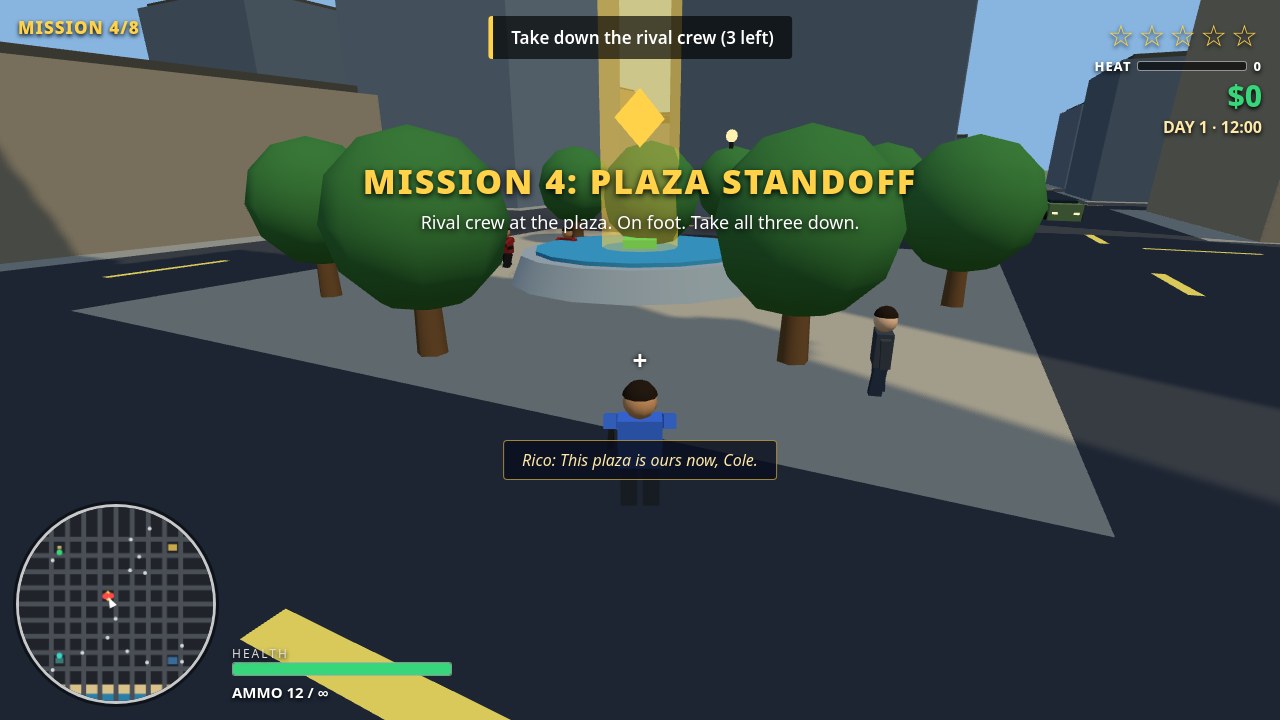 MISSION 4/8
Take down the rival crew (3 left)
☆☆☆☆☆
HEAT 0
$0
DAY 1 · 12:00
MISSION 4: PLAZA STANDOFF
Rival crew at the plaza. On foot. Take all three down.
+
Rico: This plaza is ours now, Cole.
HEALTH
AMMO 12 / ∞